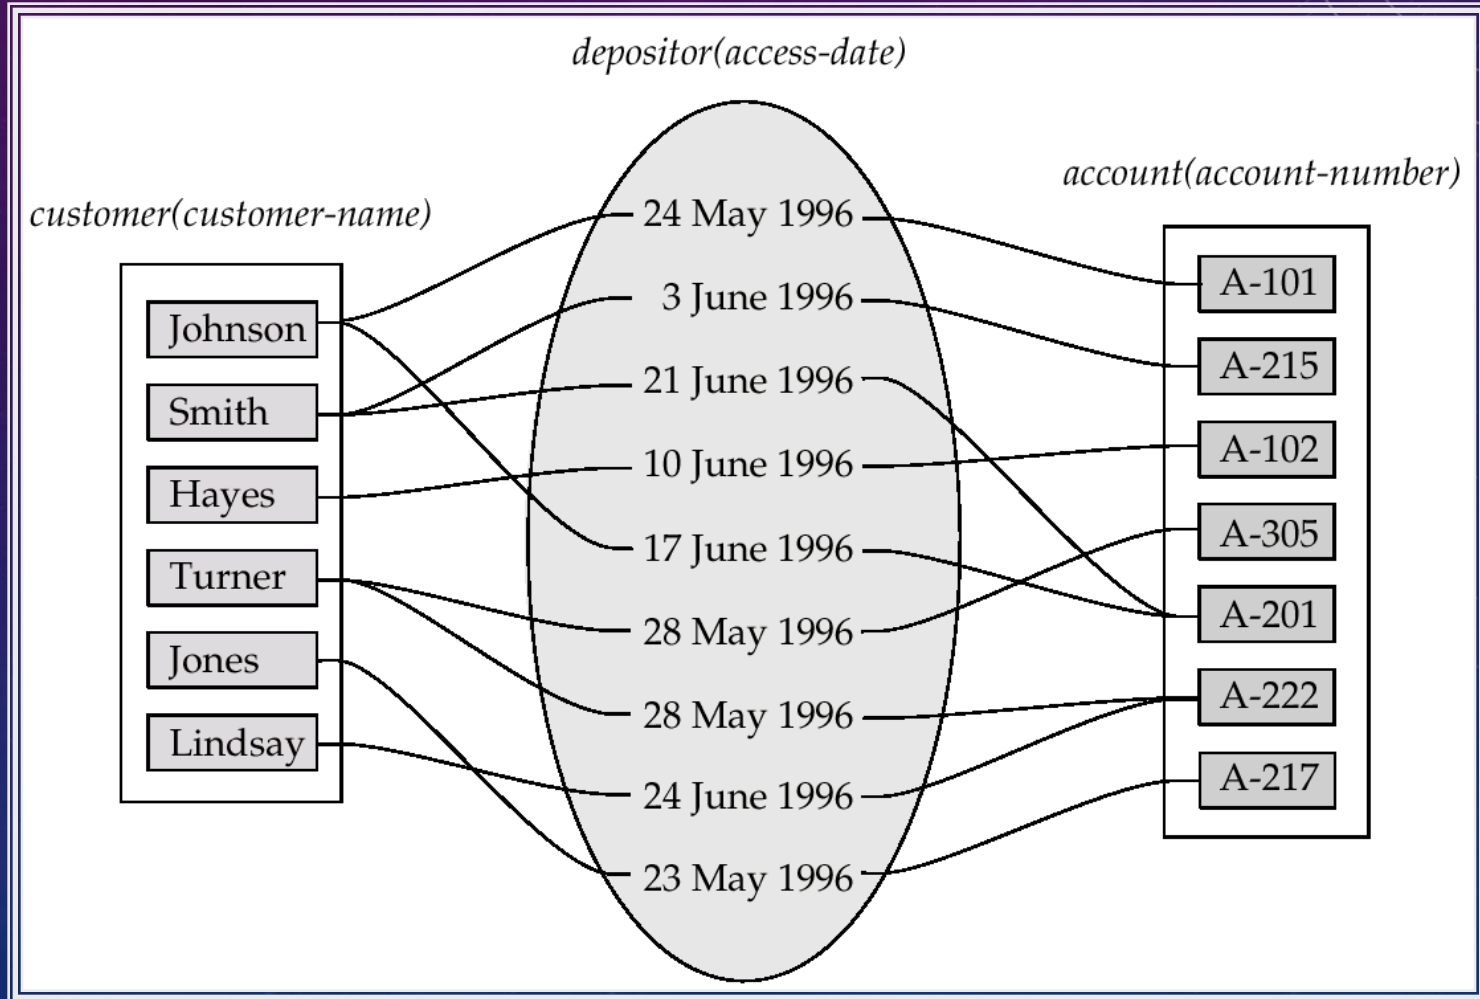 depositor(access-date)
customer(customer-name)
account(account-number)
Johnson
Smith
Hayes
Turner
Jones
Lindsay
24 May 1996
3 June 1996
21 June 1996
10 June 1996
17 June 1996
28 May 1996
28 May 1996
24 June 1996
23 May 1996
A-101
A-215
A-102
A-305
A-201
A-222
A-217